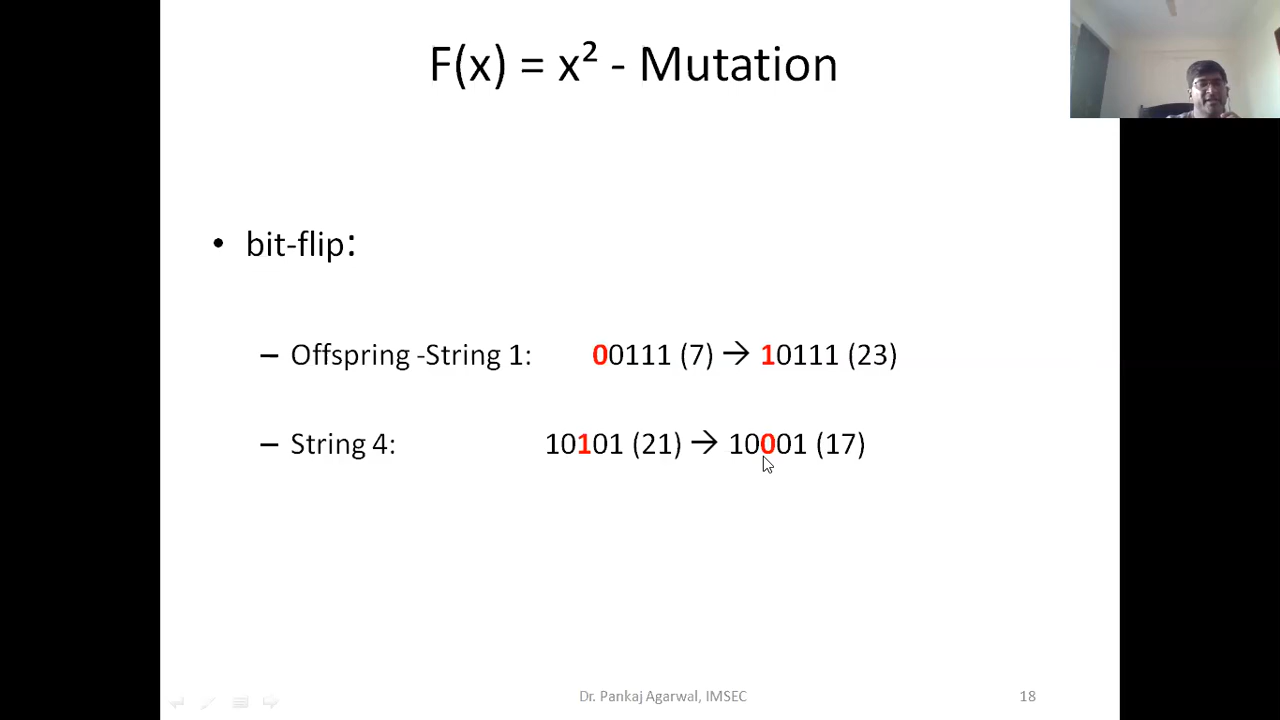 F(x) = x² - Mutation
• bit-flip:
– Offspring -String 1: 00111 (7) → 10111 (23)
– String 4: 10101 (21) → 10001 (17)
Dr. Pankaj Agarwal, IMSEC 18